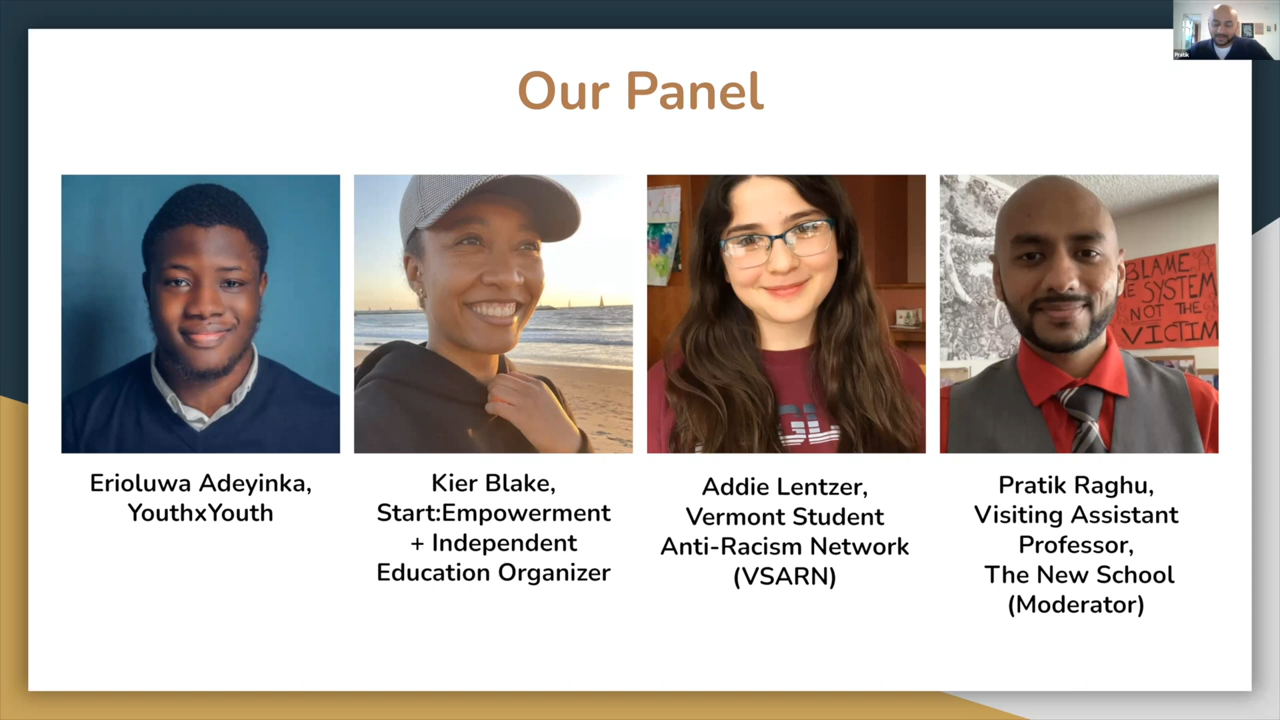 Pratik
Our Panel
BLAME
SYSTEM
NOT THE
VICTIM
Erioluwa Adeyinka,
YouthxYouth
Kier Blake,
Start:Empowerment
+ Independent
Education Organizer
Addie Lentzer,
Vermont Student
Anti-Racism Network
(VSARN)
Pratik Raghu,
Visiting Assistant
Professor,
The New School
(Moderator)